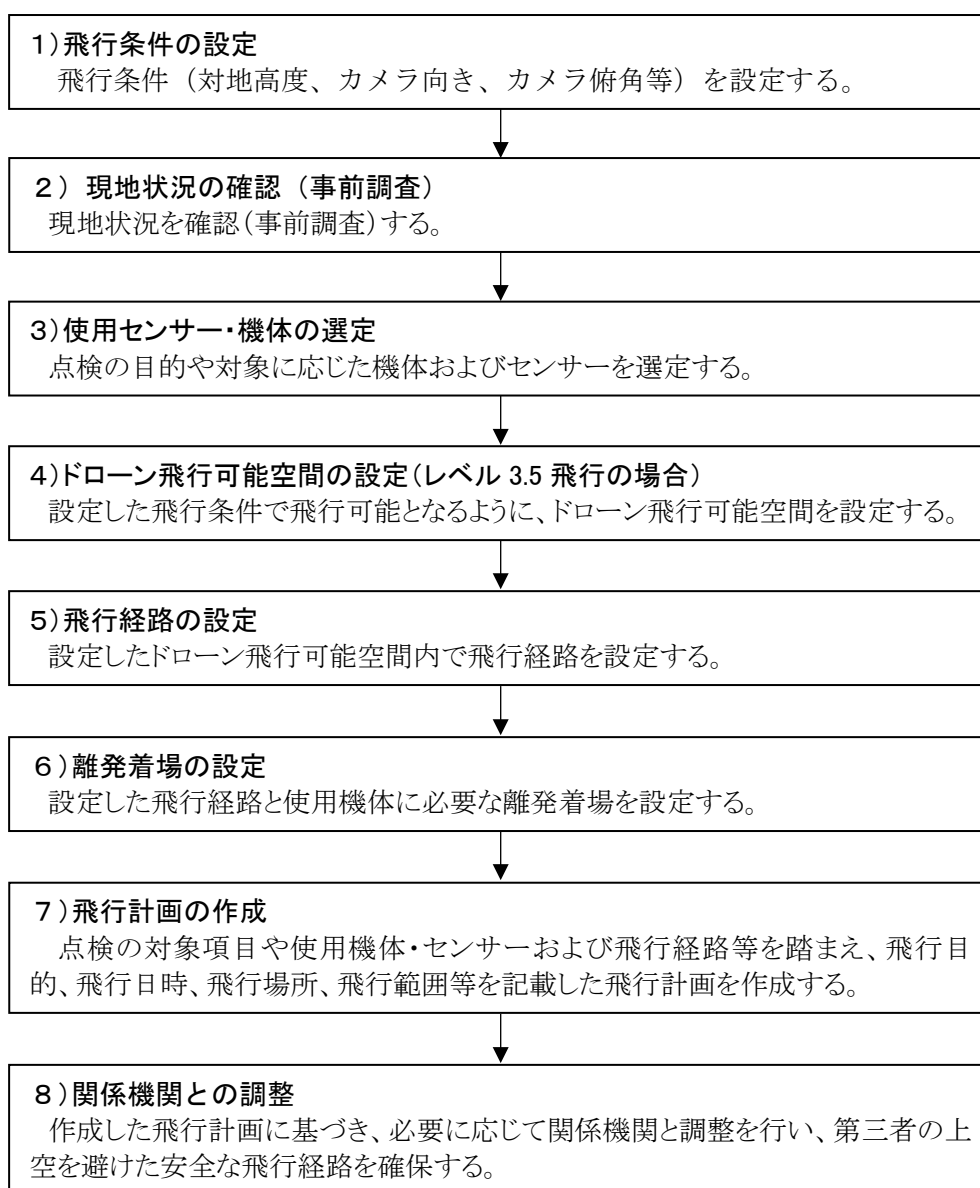 1)飛行条件の設定
飛行条件（対地高度、カメラ向き、カメラ俯角等）を設定する。
2) 現地状況の確認（事前調査）
現地状況を確認(事前調査)する。
3)使用センサー・機体の選定
点検の目的や対象に応じた機体およびセンサーを選定する。
4)ドローン飛行可能空間の設定(レベル 3.5 飛行の場合)
設定した飛行条件で飛行可能となるように、ドローン飛行可能空間を設定する。
5)飛行経路の設定
設定したドローン飛行可能空間内で飛行経路を設定する。
6)離発着場の設定
設定した飛行経路と使用機体に必要な離発着場を設定する。
7)飛行計画の作成
点検の対象項目や使用機体・センサーおよび飛行経路等を踏まえ、飛行目
的、飛行日時、飛行場所、飛行範囲等を記載した飛行計画を作成する。
8)関係機関との調整
作成した飛行計画に基づき、必要に応じて関係機関と調整を行い、第三者の上
空を避けた安全な飛行経路を確保する。